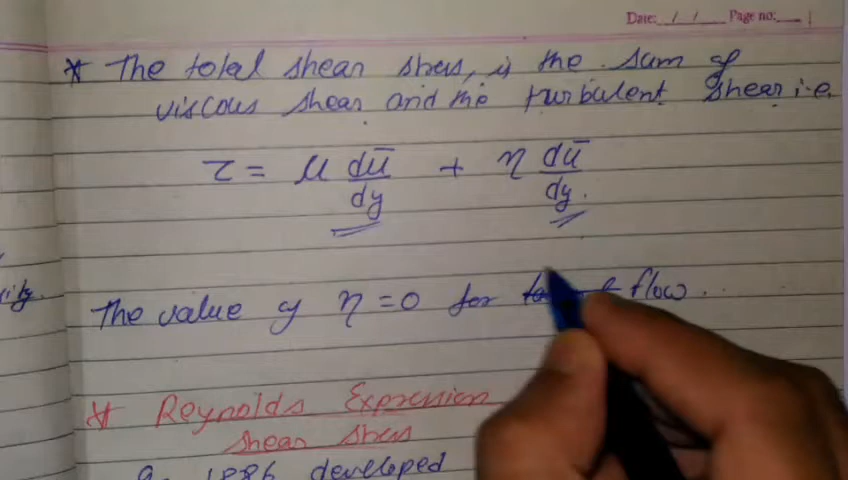 Date: / / Page no:
* The total shear stress, is the sum of
viscous shear and the turbulent shear i.e.
τ = μ dū/dy + η dū/dy.
The value of η = 0 for flow.
* Reynolds Expression
shear stress
1886 developed